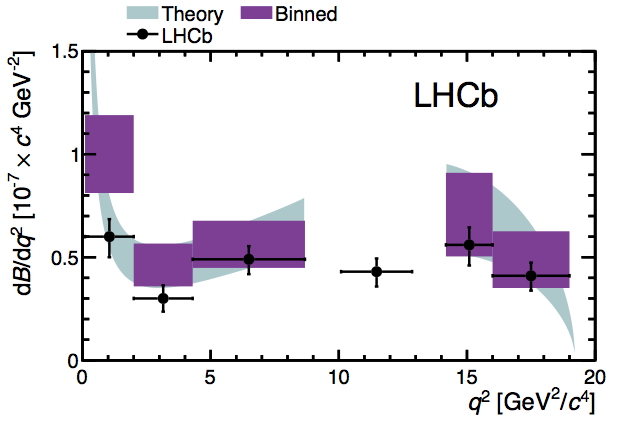 Theory Binned
LHCb
LHCb
dB/dq² [10⁻⁷ × c⁴ GeV⁻²]
1.5
1
0.5
0
0 5 10 15 20
q² [GeV²/c⁴]